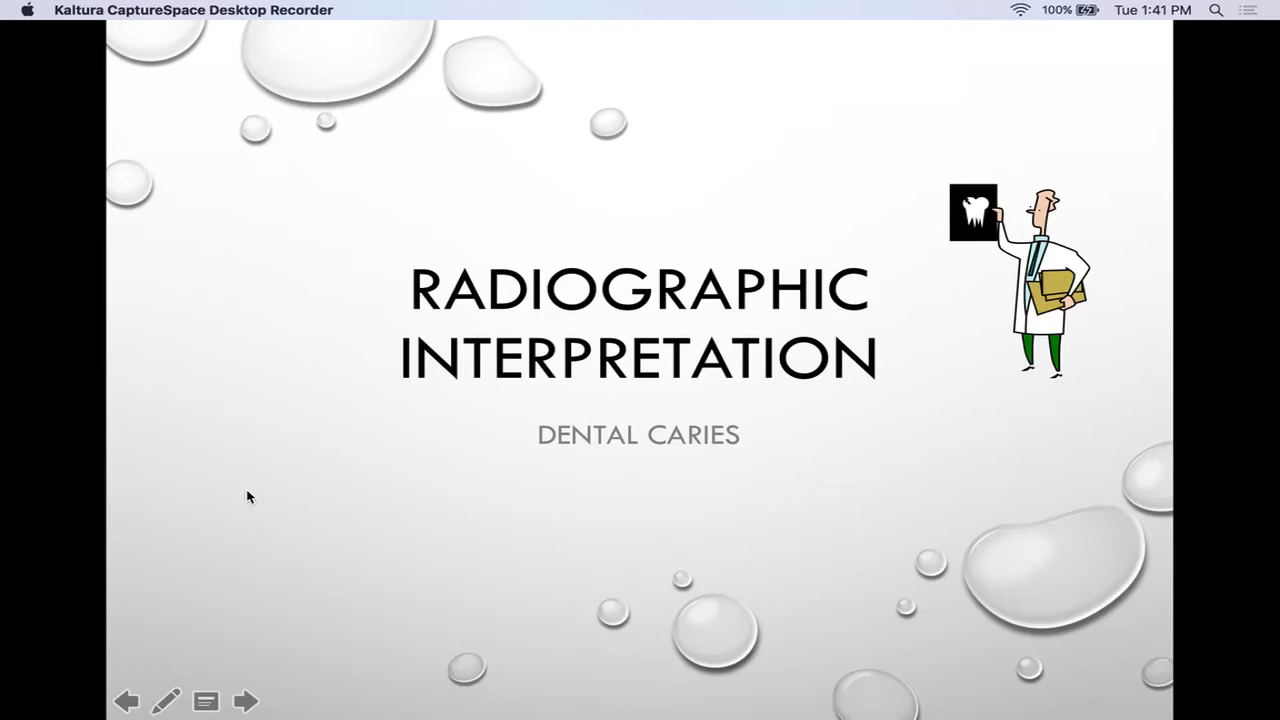 Kaltura CaptureSpace Desktop Recorder 100% Tue 1:41 PM
RADIOGRAPHIC
INTERPRETATION
DENTAL CARIES